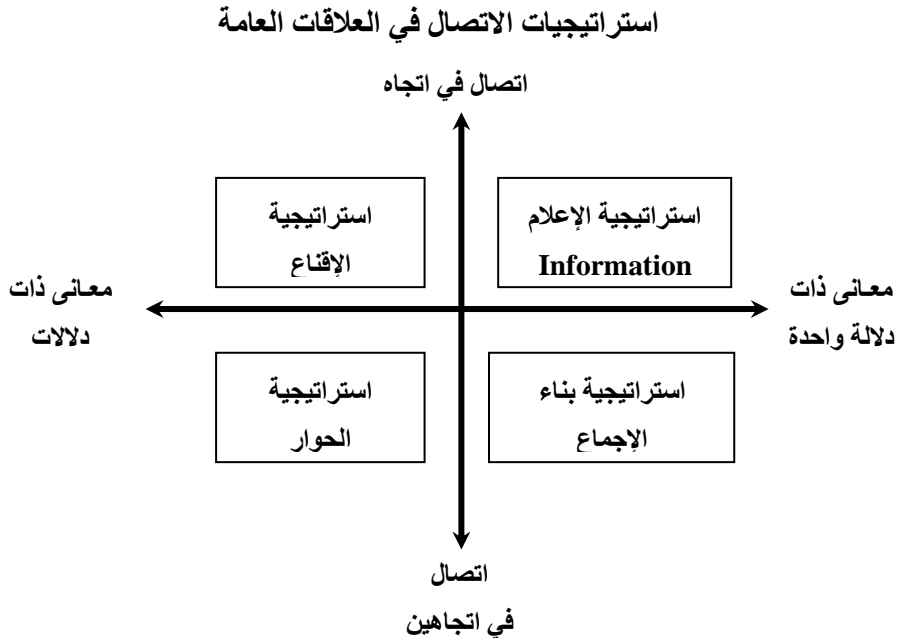 استراتيجيات الاتصال في العلاقات العامة
اتصال في اتجاه
استراتيجية الإعلام
Information
استراتيجية
الإقناع
معانى ذات
دلالة واحدة
معانى ذات
دلالات
استراتيجية بناء
الإجماع
استراتيجية
الحوار
اتصال
في اتجاهين